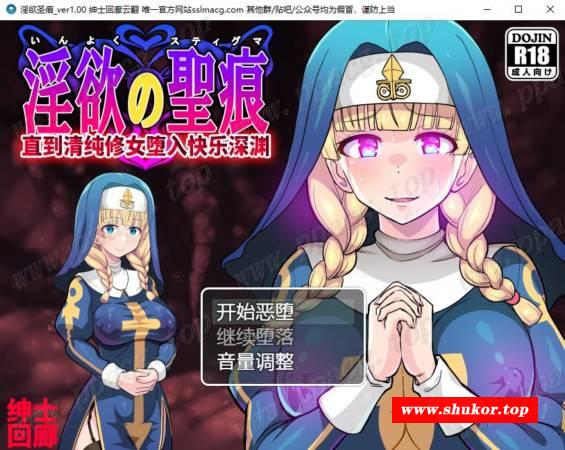 淫欲圣痕_ver1.00 绅士回廊云翻 唯一官方网站sslmacg.com 其他群/贴吧/公众号均为假冒，谨防上当
いんよく スティグマ
淫欲の聖痕
直到清纯修女堕入快乐深渊
DOJIN
R18
成人向け
开始恶堕
继续堕落
音量调整
绅士
回廊
www.shukor.top